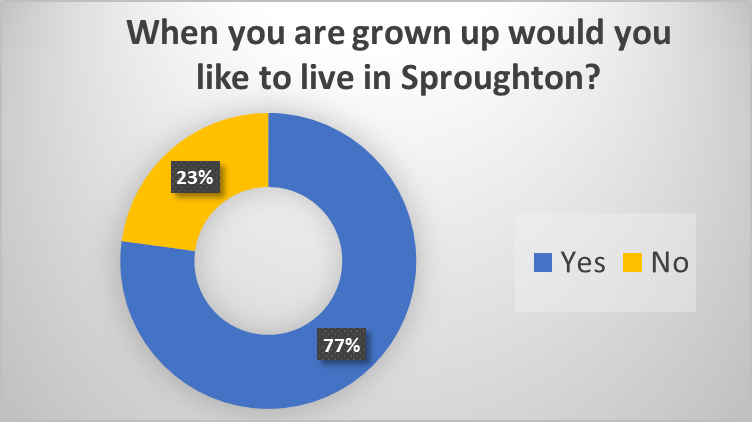 When you are grown up would you
like to live in Sproughton?
23%
Yes No
77%